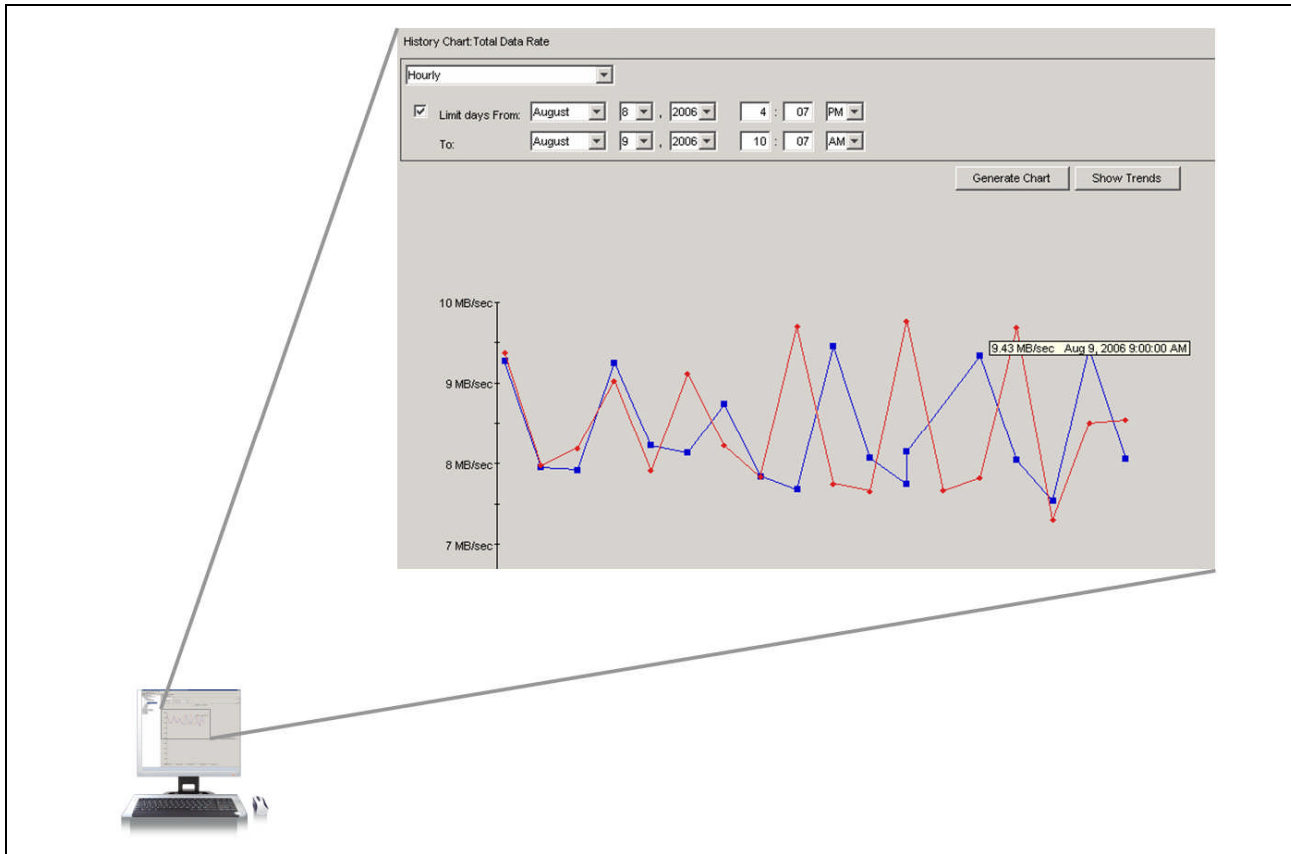 History Chart:Total Data Rate
Hourly
Limit days From: August 8 , 2006 4 : 07 PM
To: August 9 , 2006 10 : 07 AM
Generate Chart Show Trends
10 MB/sec
9.43 MB/sec Aug 9, 2006 9:00:00 AM
9 MB/sec
8 MB/sec
7 MB/sec